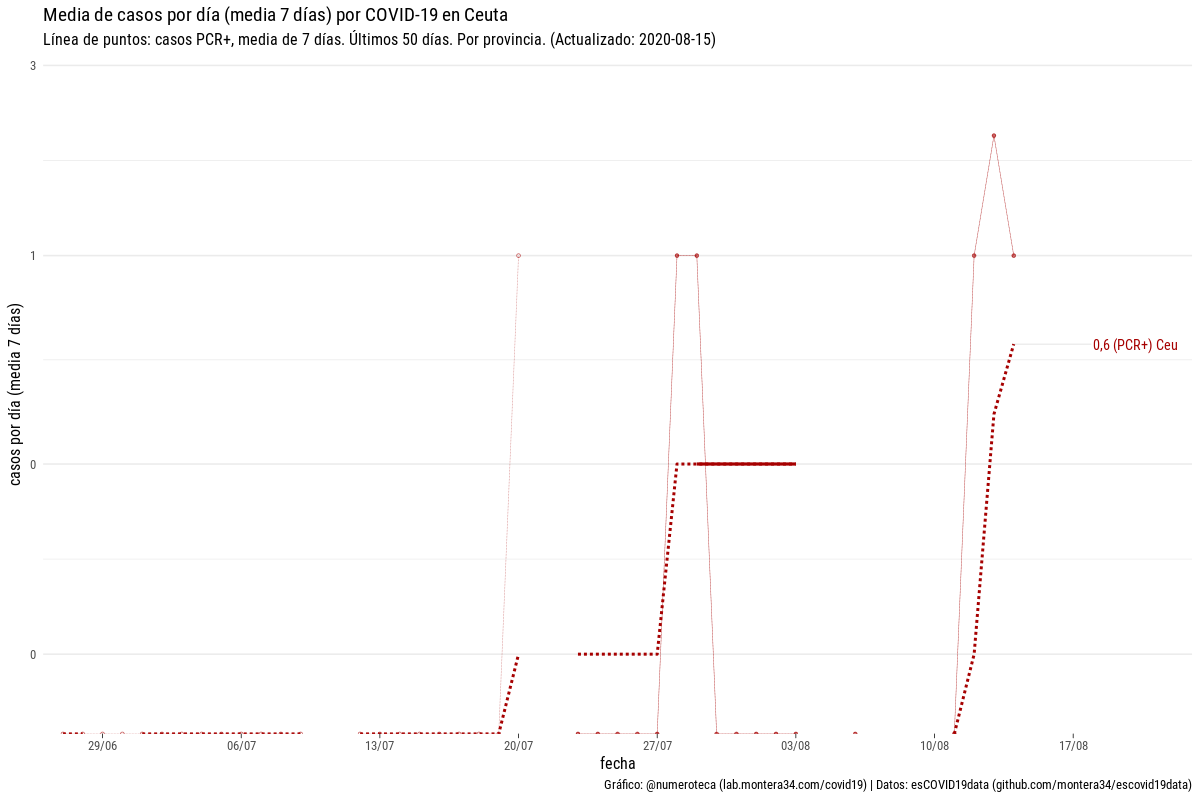 Media de casos por día (media 7 días) por COVID-19 en Ceuta
Línea de puntos: casos PCR+, media de 7 días. Últimos 50 días. Por provincia. (Actualizado: 2020-08-15)
casos por día (media 7 días)
3
1
0
0
0,6 (PCR+) Ceu
29/06 06/07 13/07 20/07 27/07 03/08 10/08 17/08
fecha
Gráfico: @numeroteca (lab.montera34.com/covid19) | Datos: esCOVID19data (github.com/montera34/escovid19data)